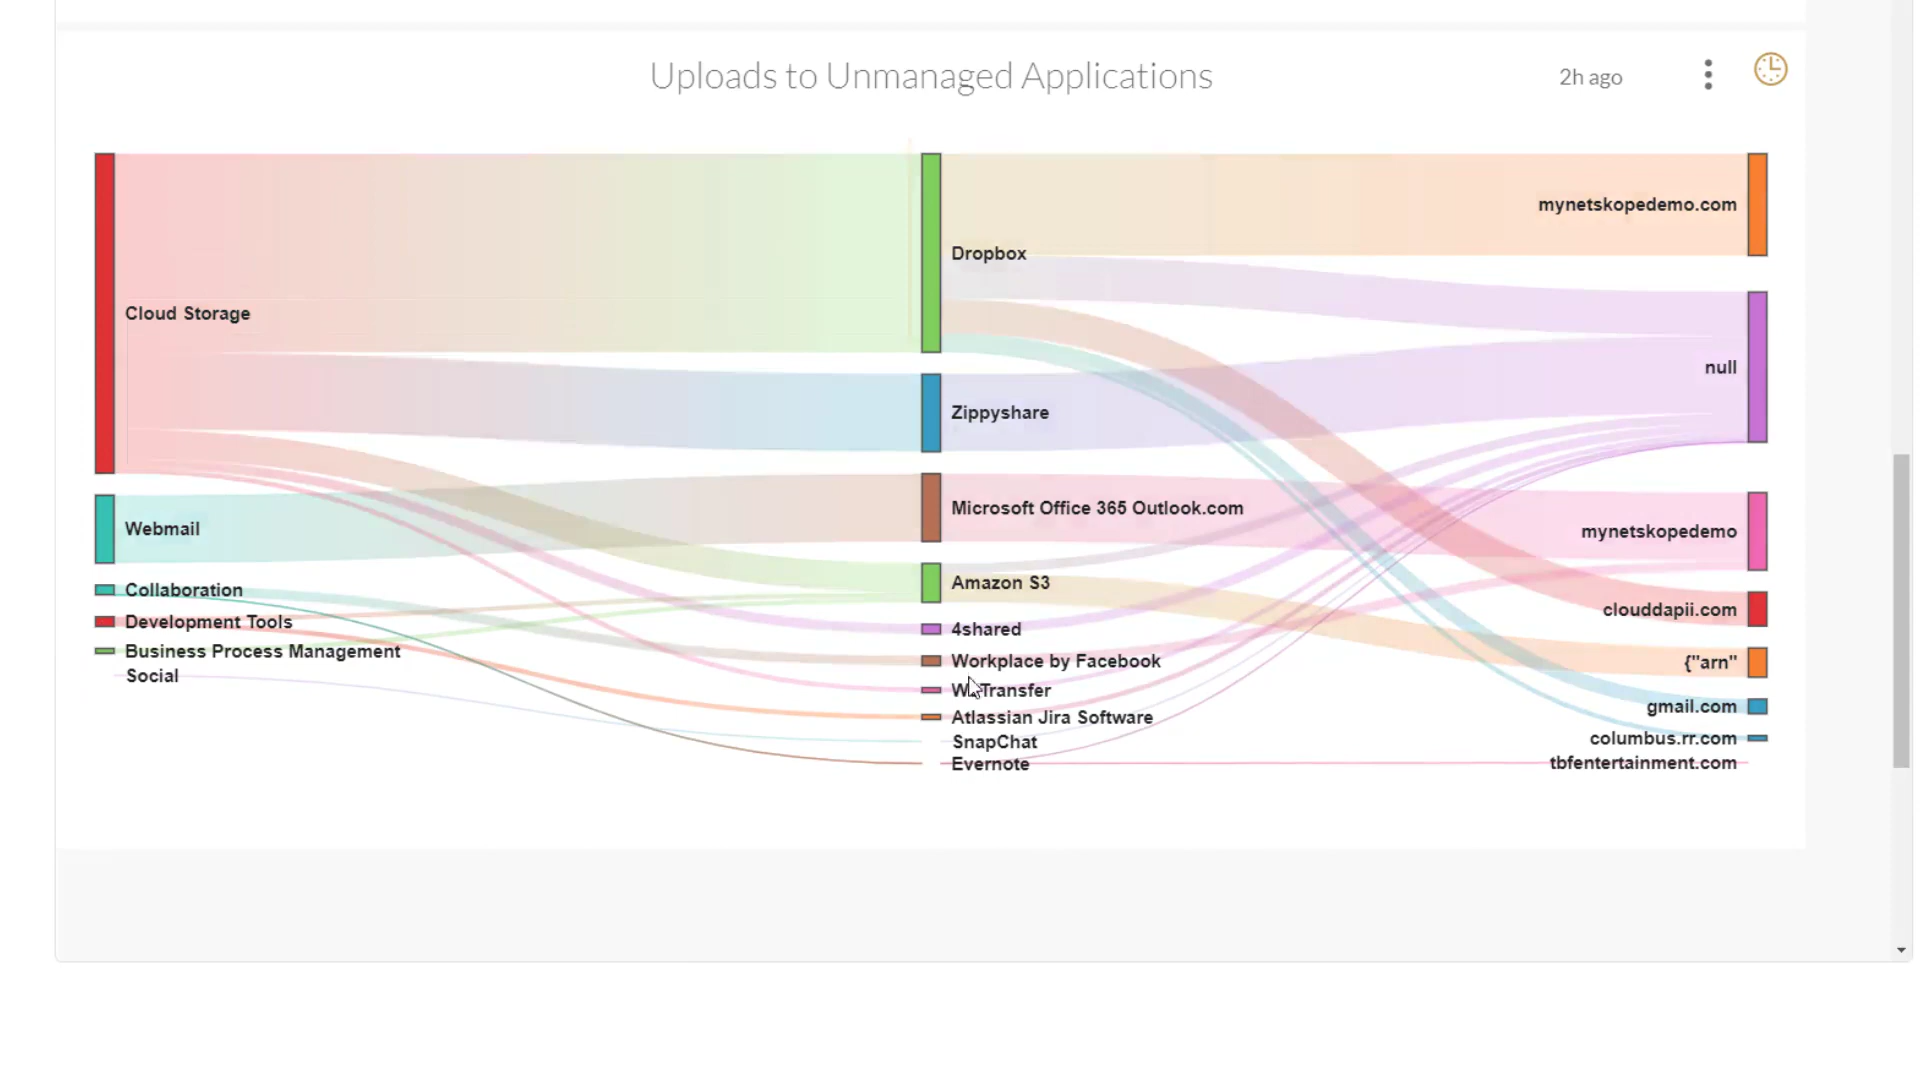 Uploads to Unmanaged Applications
2h ago
Cloud Storage
Webmail
Collaboration
Development Tools
Business Process Management
Social
Dropbox
Zippyshare
Microsoft Office 365 Outlook.com
Amazon S3
4shared
Workplace by Facebook
WeTransfer
Atlassian Jira Software
SnapChat
Evernote
mynetskopedemo.com
null
mynetskopedemo
clouddapii.com
{"arn"
gmail.com
columbus.rr.com
tbfentertainment.com